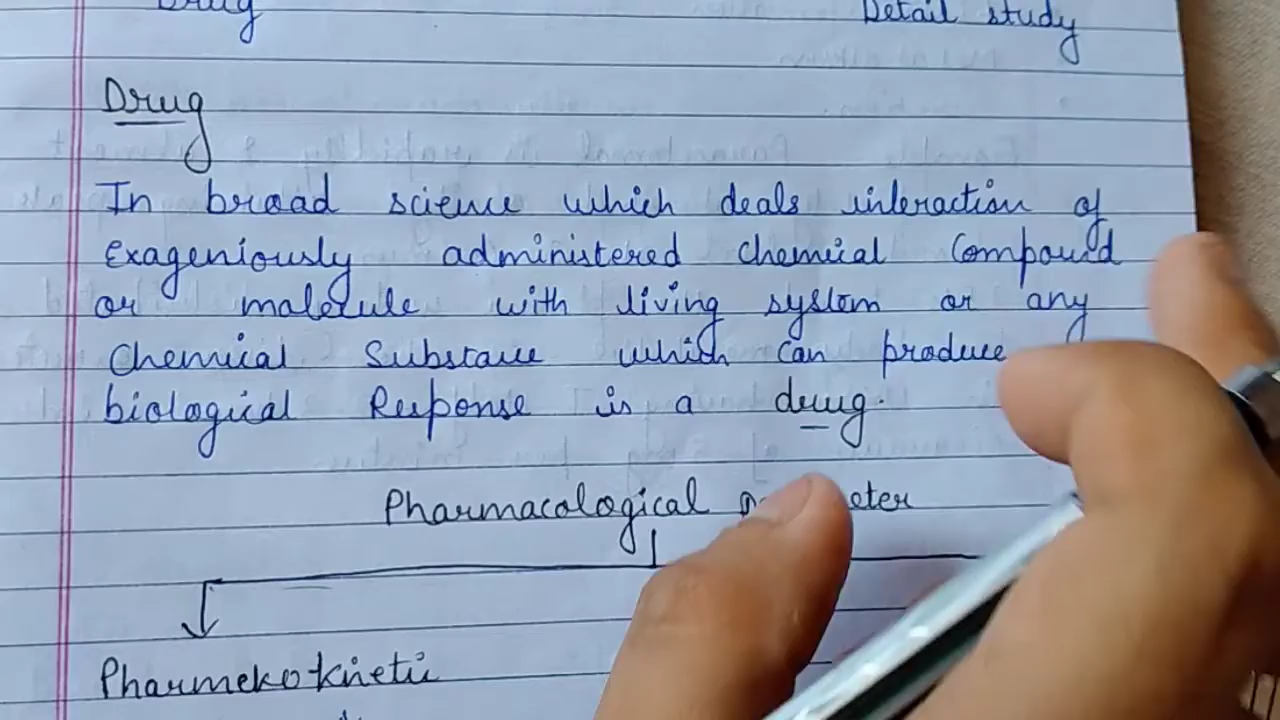 Drug Detail study
Drug
In broad science which deals interaction of
Exageniously administered chemical compound
or molecule with living system or any
Chemical Substance which can produce
biological Response is a drug.
Pharmacological
Pharmekokinetic